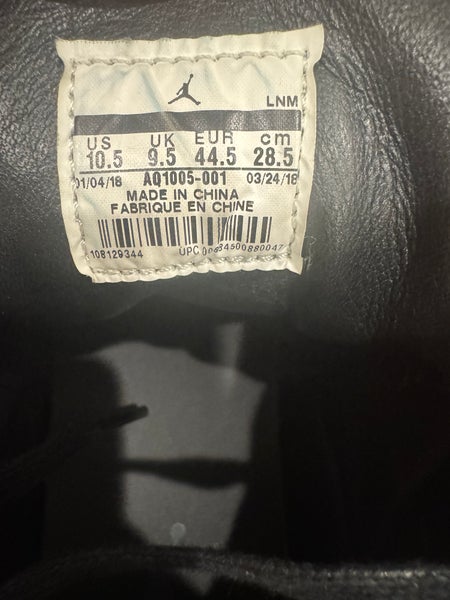 LNM
US UK EUR cm
10.5 9.5 44.5 28.5
01/04/18 AQ1005-001 03/24/18
MADE IN CHINA
FABRIQUE EN CHINE
108129344 UPC